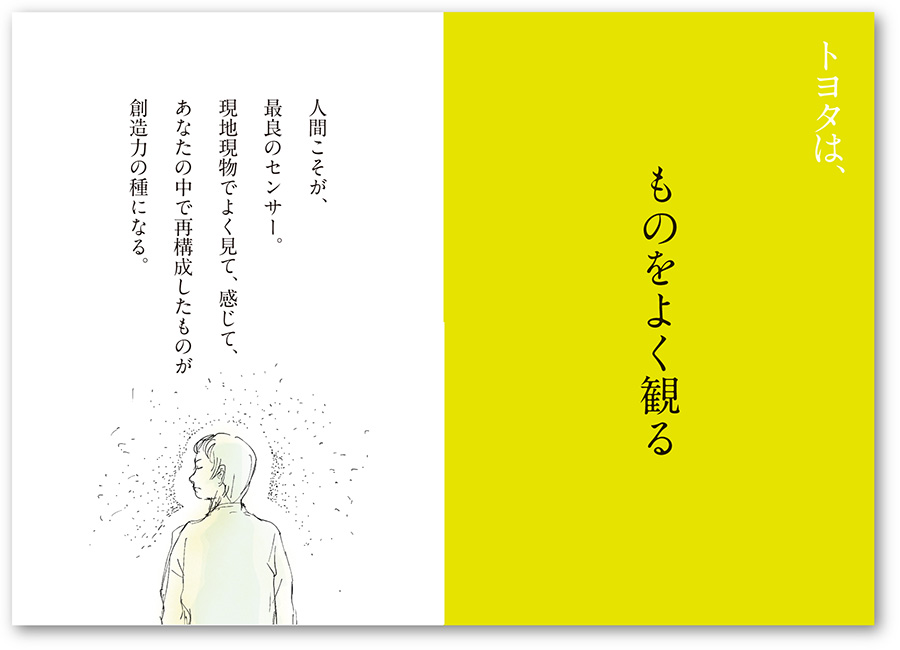 トヨタは、
ものをよく観る
人間こそが、
最良のセンサー。
現地現物でよく見て、感じて、
あなたの中で再構成したものが
創造力の種になる。